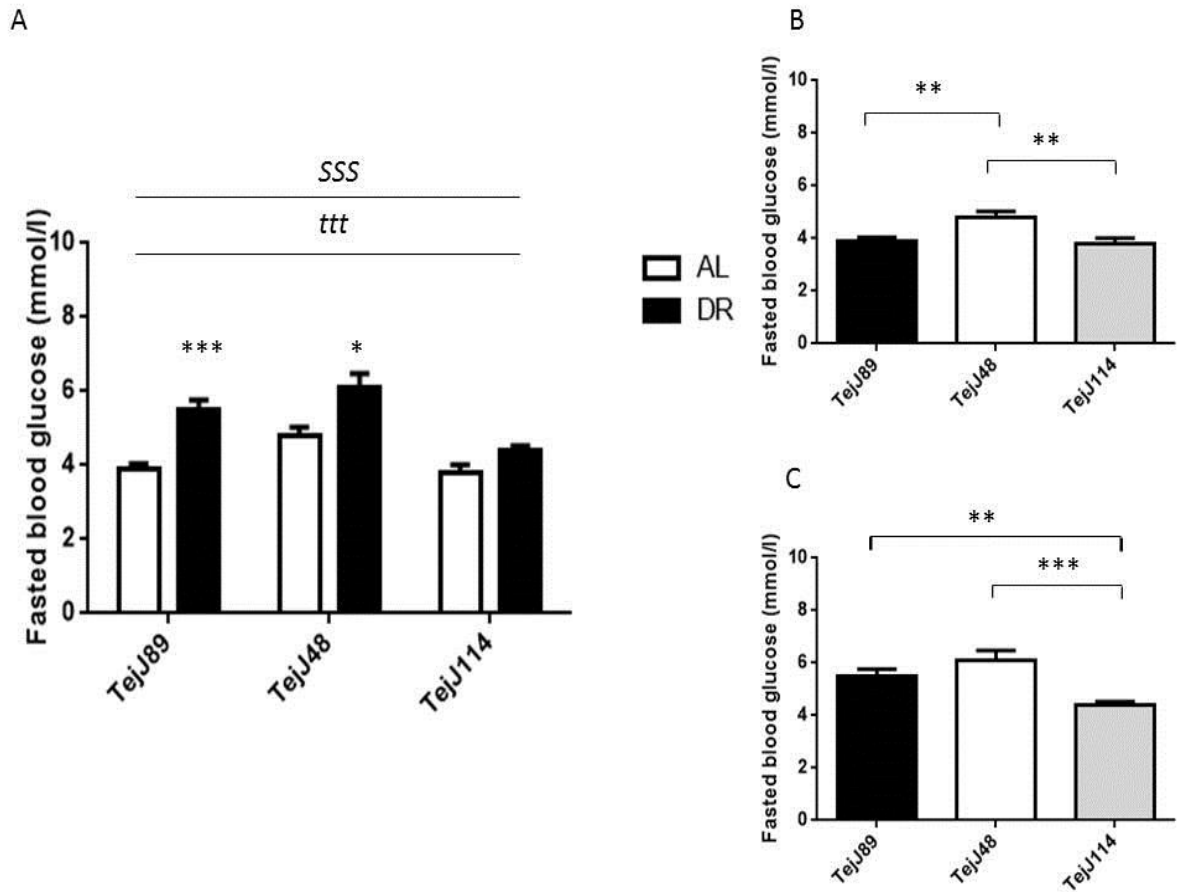 A
SSS
ttt
Fasted blood glucose (mmol/l)
10
8
6
4
2
0
***
*
TejJ89
TejJ48
TejJ114
AL
DR
B
Fasted blood glucose (mmol/l)
10
8
6
4
2
0
**
**
TejJ89
TejJ48
TejJ114
C
Fasted blood glucose (mmol/l)
10
8
6
4
2
0
**
***
TejJ89
TejJ48
TejJ114